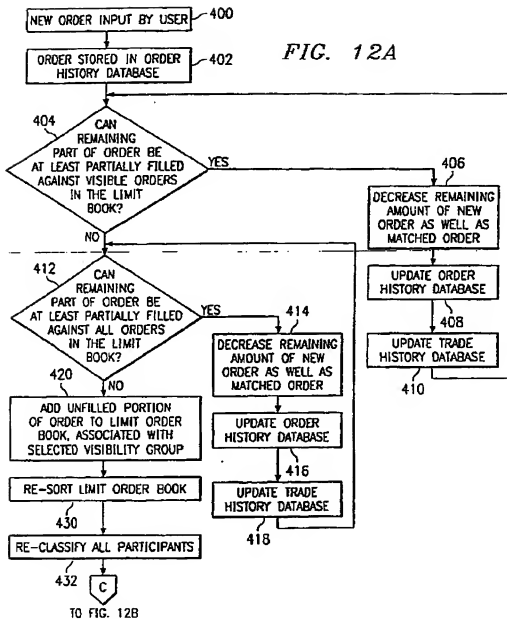 NEW ORDER INPUT BY USER
400
ORDER STORED IN ORDER
HISTORY DATABASE
402
FIG. 12A
404
CAN
REMAINING
PART OF ORDER BE
AT LEAST PARTIALLY FILLED
AGAINST VISIBLE ORDERS
IN THE LIMIT
BOOK?
YES
NO
406
DECREASE REMAINING
AMOUNT OF NEW
ORDER AS WELL AS
MATCHED ORDER
UPDATE ORDER
HISTORY DATABASE
408
UPDATE TRADE
HISTORY DATABASE
410
412
CAN
REMAINING
PART OF ORDER BE
AT LEAST PARTIALLY FILLED
AGAINST ALL ORDERS
IN THE LIMIT
BOOK?
YES
NO
414
DECREASE REMAINING
AMOUNT OF NEW
ORDER AS WELL AS
MATCHED ORDER
UPDATE ORDER
HISTORY DATABASE
416
UPDATE TRADE
HISTORY DATABASE
418
420
ADD UNFILLED PORTION
OF ORDER TO LIMIT ORDER
BOOK, ASSOCIATED WITH
SELECTED VISIBILITY GROUP
RE-SORT LIMIT ORDER BOOK
430
RE-CLASSIFY ALL PARTICIPANTS
432
C
TO FIG. 12B